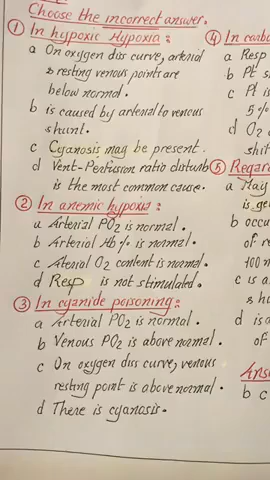 Choose the incorrect answer.
① In hypoxic Hypoxia:
a On oxygen diss curve, arterial
& resting venous points are
below normal.
b is caused by arterial to venous
shunt.
c Cyanosis may be present.
d Vent-Perfusion ratio disturb
is the most common cause.
② In anemic hypoxia:
a Arterial PO2 is normal.
b Arterial Hb % is normal.
c Aterial O2 content is normal.
d Resp is not stimulated.
③ In cyanide poisoning:
a Arterial PO2 is normal.
b Venous PO2 is above normal.
c On oxygen diss curve, venous
resting point is above normal.
d There is cyanosis.
④ In carbo
a Resp
b Pt s
c Pt is
5%
d O2
shift
⑤ Regar
a May
is ge
b occu
of r
100 m
c is a
& h
d is a
of
Ans
b c